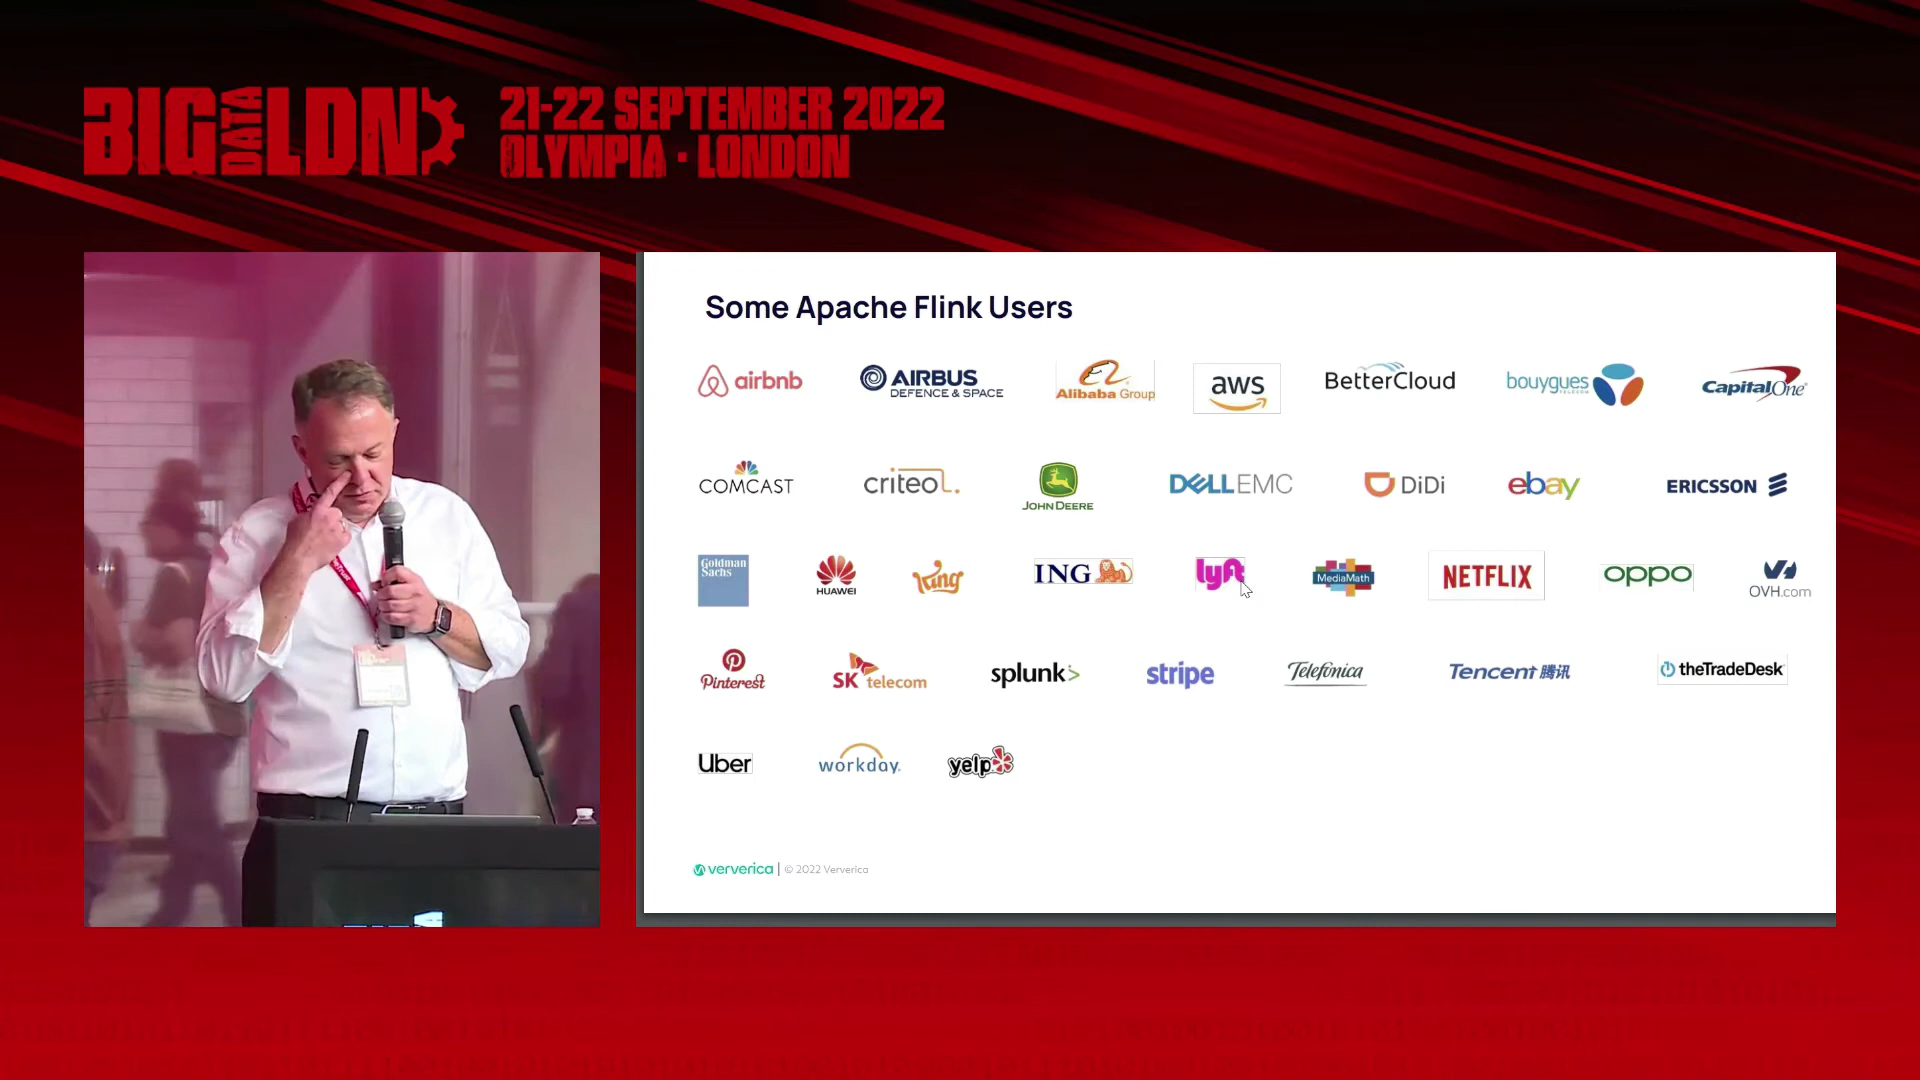 BIG DATA LDN
21-22 SEPTEMBER 2022
OLYMPIA · LONDON
Some Apache Flink Users
airbnb
AIRBUS
DEFENCE & SPACE
Alibaba Group
aws
BetterCloud
bouygues
TELECOM
CapitalOne
COMCAST
criteo
JOHN DEERE
DELL EMC
DiDi
ebay
ERICSSON
Goldman
Sachs
HUAWEI
King
ING
lyft
MediaMath
NETFLIX
oppo
OVH.com
Pinterest
SK telecom
splunk>
stripe
Telefónica
Tencent 腾讯
theTradeDesk
Uber
workday.
yelp
ververica | © 2022 Ververica